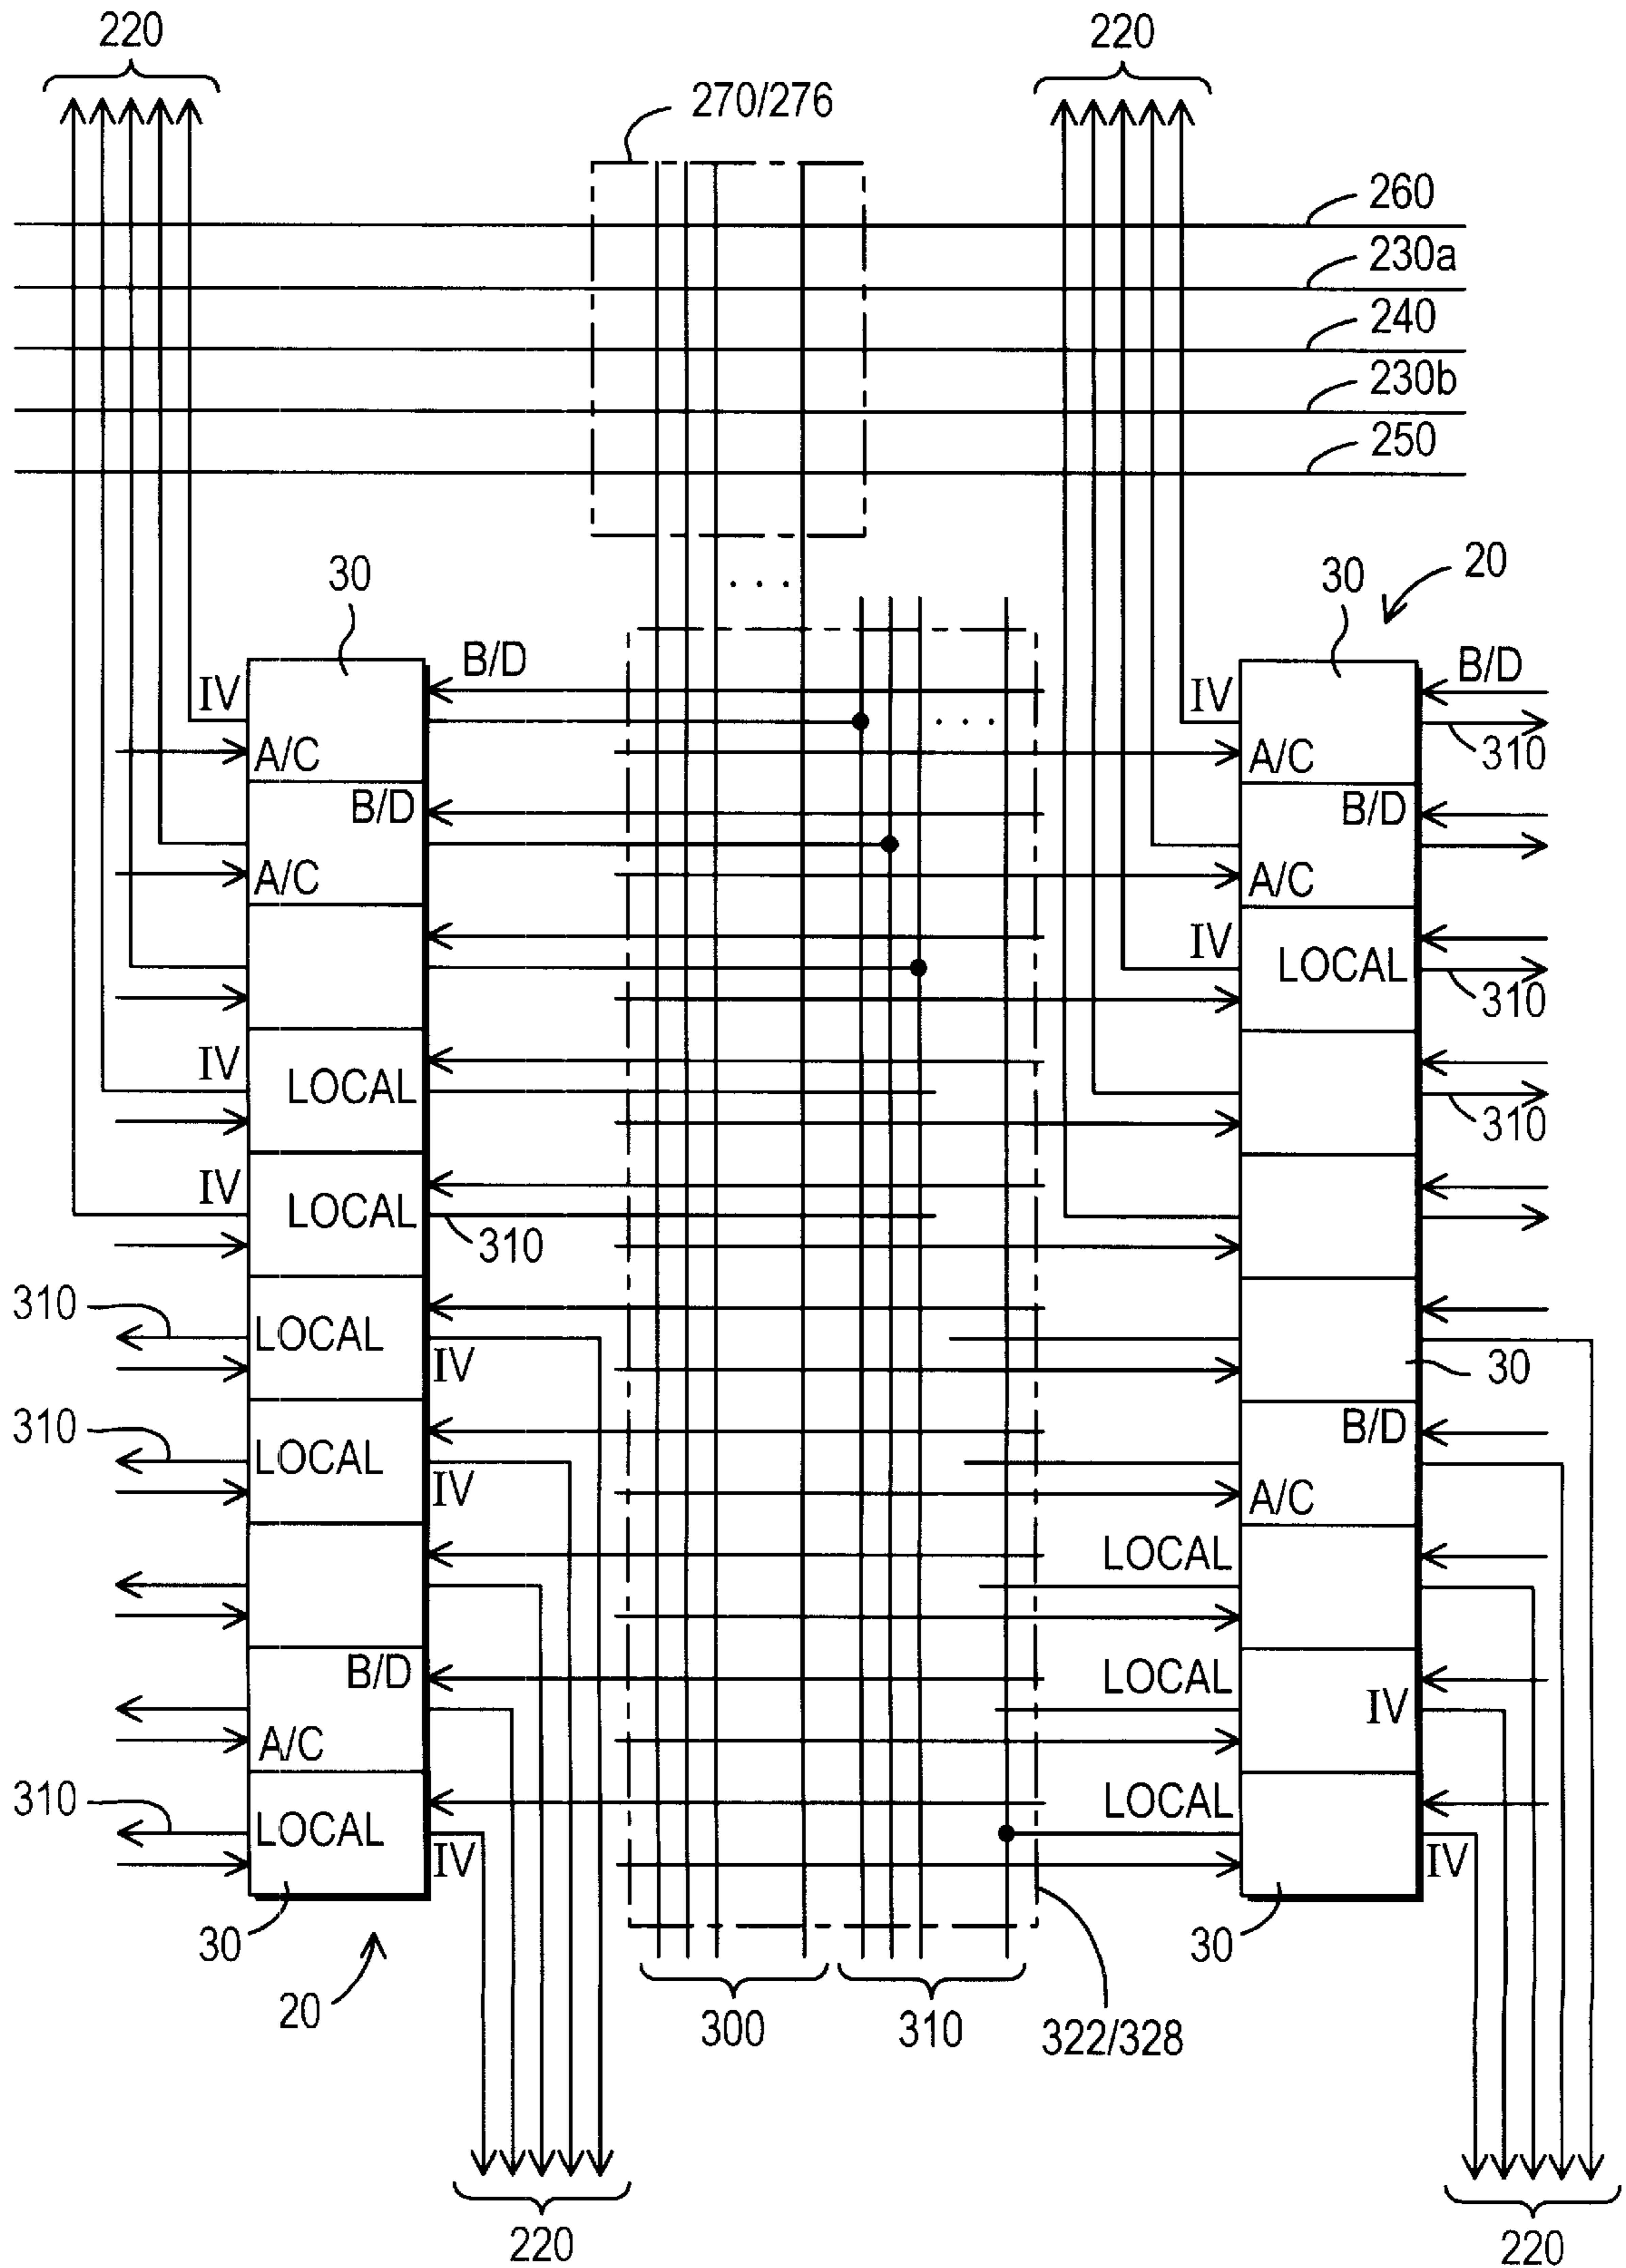 220
220
270/276
260
230a
240
230b
250
30
30
20
. . .
B/D
B/D
IV
IV
. . .
310
A/C
A/C
B/D
B/D
A/C
A/C
IV
LOCAL
310
IV
LOCAL
310
IV
LOCAL
310
310
LOCAL
IV
30
310
LOCAL
IV
B/D
A/C
LOCAL
B/D
LOCAL
IV
A/C
310
LOCAL
LOCAL
IV
IV
30
30
20
300
310
322/328
220
220